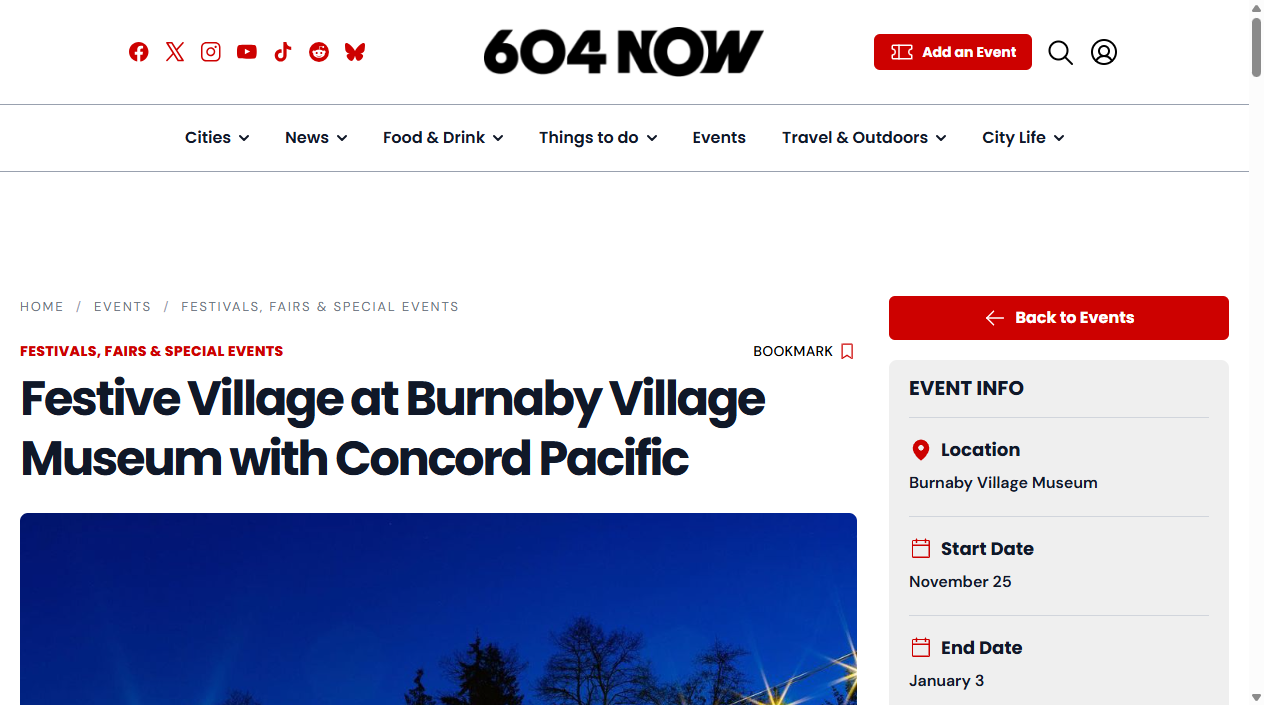 604 NOW
Add an Event
Cities
News
Food & Drink
Things to do
Events
Travel & Outdoors
City Life
HOME / EVENTS / FESTIVALS, FAIRS & SPECIAL EVENTS
FESTIVALS, FAIRS & SPECIAL EVENTS
BOOKMARK
Festive Village at Burnaby Village
Museum with Concord Pacific
Back to Events
EVENT INFO
Location
Burnaby Village Museum
Start Date
November 25
End Date
January 3